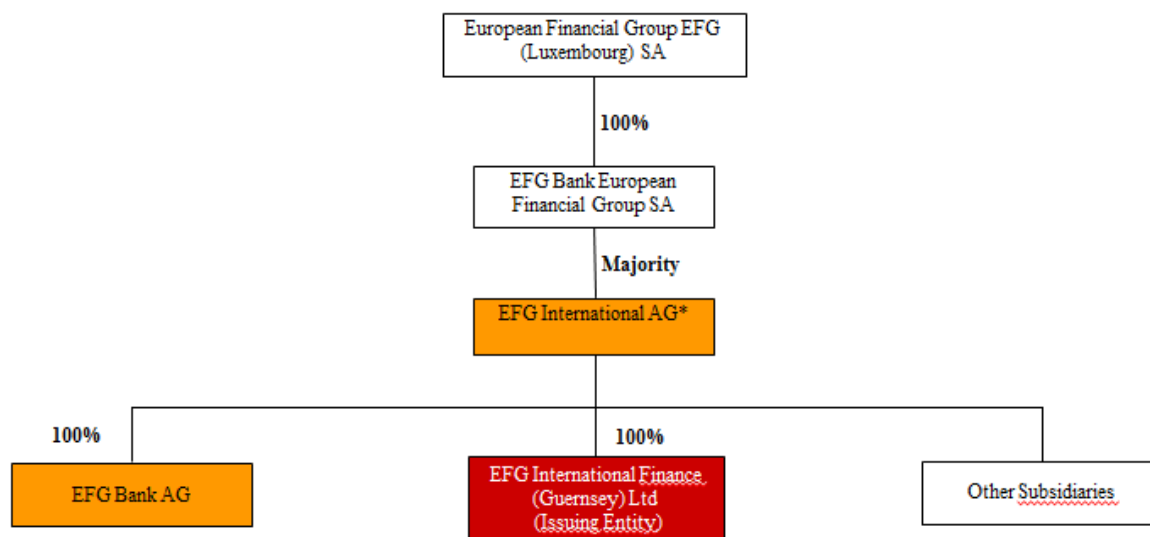 European Financial Group EFG
(Luxembourg) SA
100%
EFG Bank European
Financial Group SA
Majority
EFG International AG*
100%
100%
EFG Bank AG
EFG International Finance
(Guernsey) Ltd
(Issuing Entity)
Other Subsidiaries